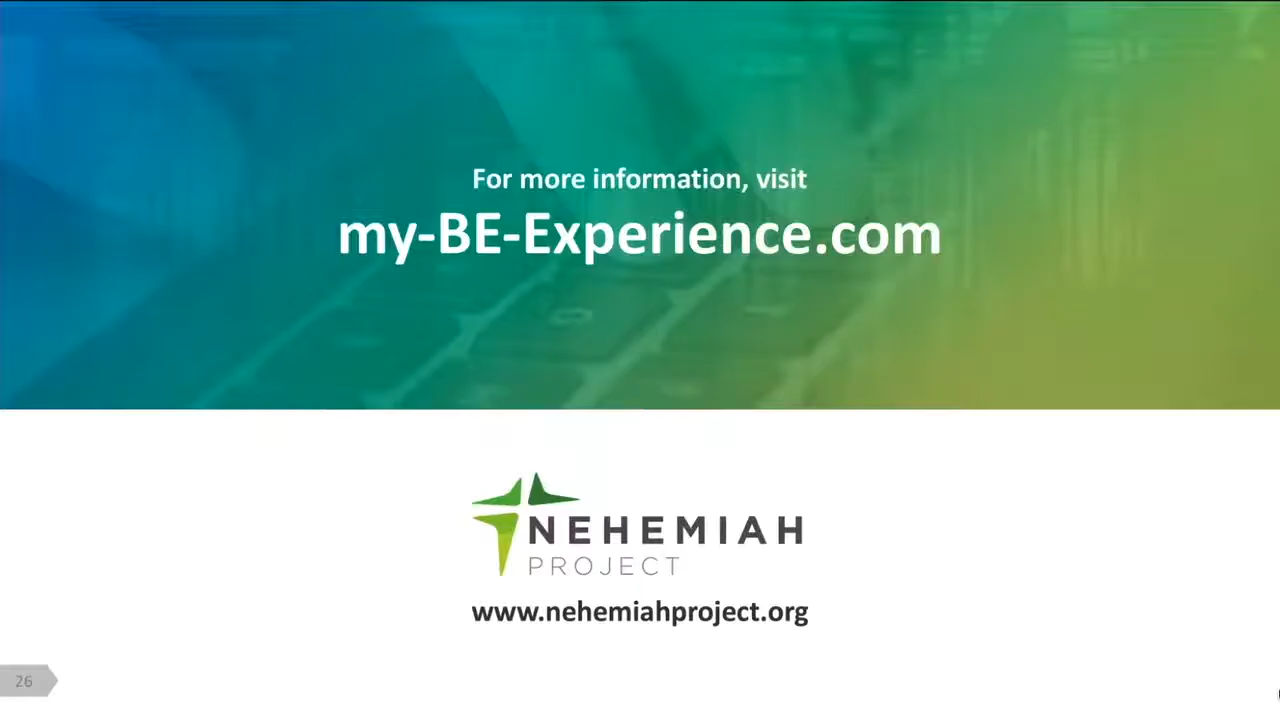 For more information, visit
my-BE-Experience.com
NEHEMIAH
PROJECT
www.nehemiahproject.org
26